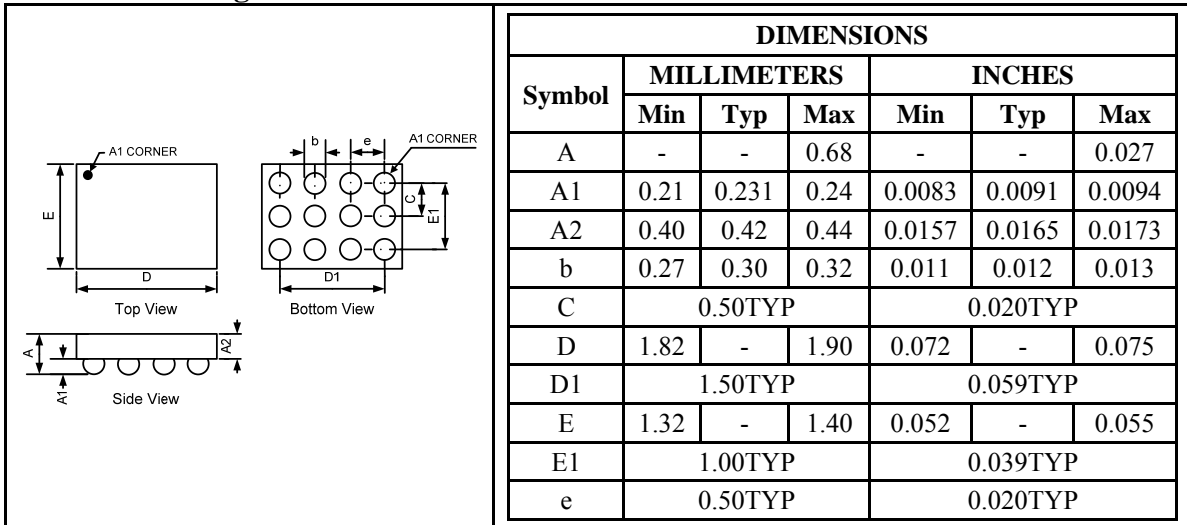 A1 CORNER
E
D
Top View
b
e
A1 CORNER
C
E1
D1
Bottom View
A
A1
A2
Side View
DIMENSIONS
Symbol MILLIMETERS INCHES
Min Typ Max Min Typ Max
A - - 0.68 - - 0.027
A1 0.21 0.231 0.24 0.0083 0.0091 0.0094
A2 0.40 0.42 0.44 0.0157 0.0165 0.0173
b 0.27 0.30 0.32 0.011 0.012 0.013
C 0.50TYP 0.020TYP
D 1.82 - 1.90 0.072 - 0.075
D1 1.50TYP 0.059TYP
E 1.32 - 1.40 0.052 - 0.055
E1 1.00TYP 0.039TYP
e 0.50TYP 0.020TYP